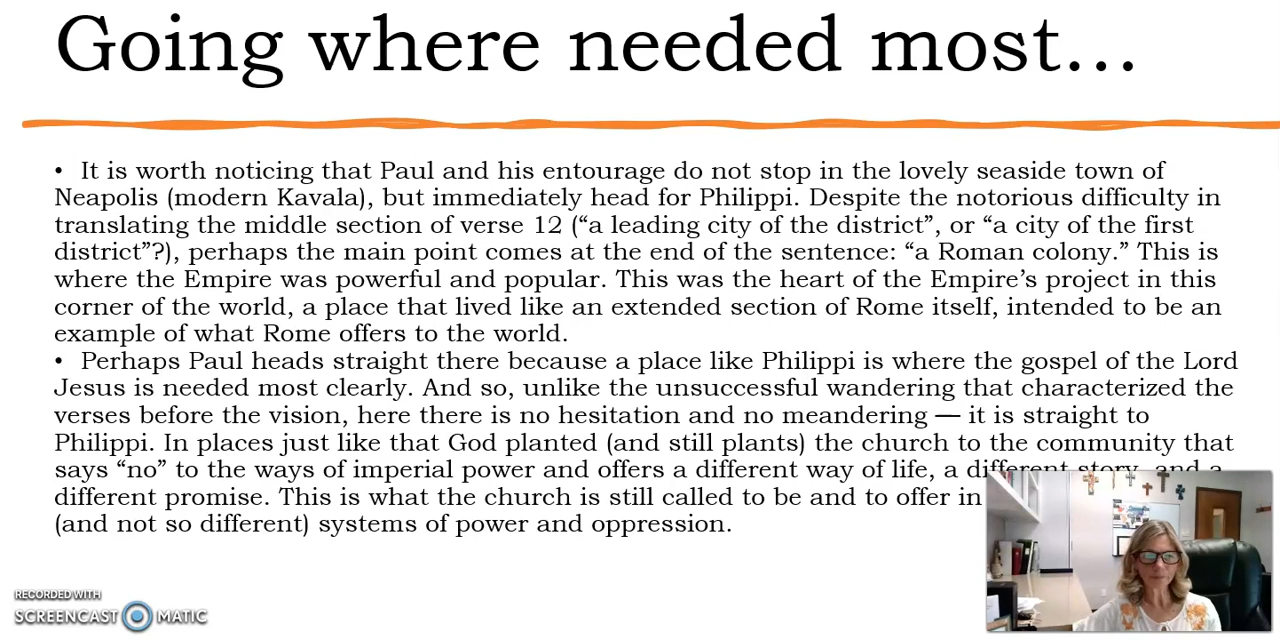 Going where needed most…
• It is worth noticing that Paul and his entourage do not stop in the lovely seaside town of
Neapolis (modern Kavala), but immediately head for Philippi. Despite the notorious difficulty in
translating the middle section of verse 12 (“a leading city of the district”, or “a city of the first
district”?), perhaps the main point comes at the end of the sentence: “a Roman colony.” This is
where the Empire was powerful and popular. This was the heart of the Empire’s project in this
corner of the world, a place that lived like an extended section of Rome itself, intended to be an
example of what Rome offers to the world.
• Perhaps Paul heads straight there because a place like Philippi is where the gospel of the Lord
Jesus is needed most clearly. And so, unlike the unsuccessful wandering that characterized the
verses before the vision, here there is no hesitation and no meandering — it is straight to
Philippi. In places just like that God planted (and still plants) the church to the community that
says “no” to the ways of imperial power and offers a different way of life, a different story, and a
different promise. This is what the church is still called to be and to offer in
(and not so different) systems of power and oppression.
RECORDED WITH
SCREENCAST MATIC